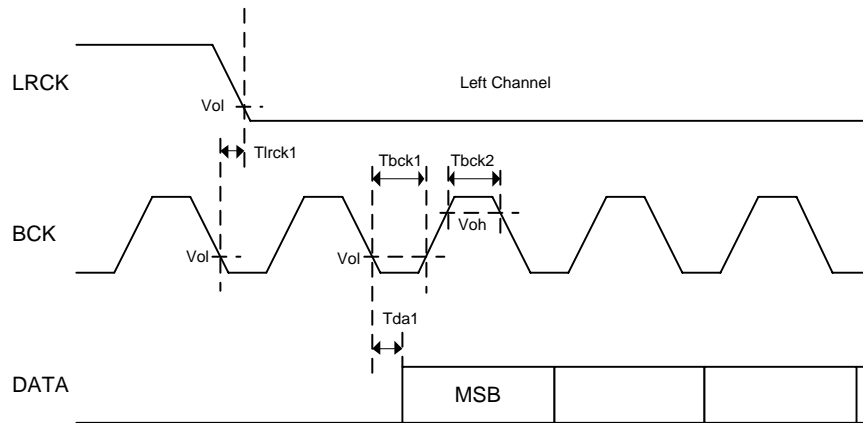 LRCK
Left Channel
Vol
Tlrck1
Tbck1
Tbck2
BCK
Voh
Vol
Vol
Tda1
DATA
MSB